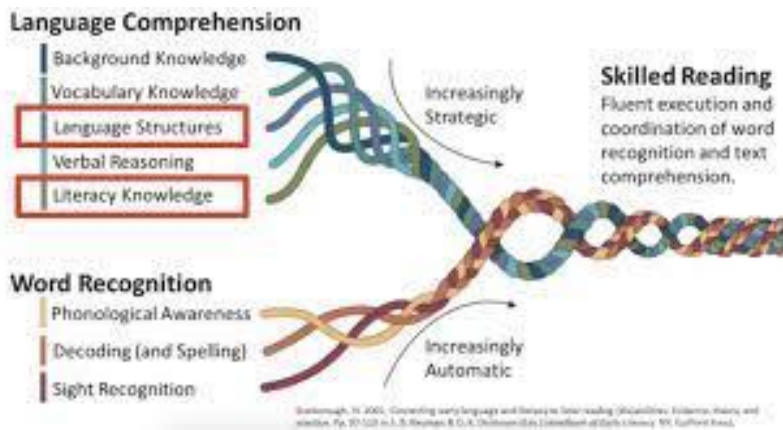 Language Comprehension
Background Knowledge
Vocabulary Knowledge
Language Structures
Verbal Reasoning
Literacy Knowledge
Increasingly
Strategic
Skilled Reading
Fluent execution and
coordination of word
recognition and text
comprehension.
Word Recognition
Phonological Awareness
Decoding (and Spelling)
Sight Recognition
Increasingly
Automatic